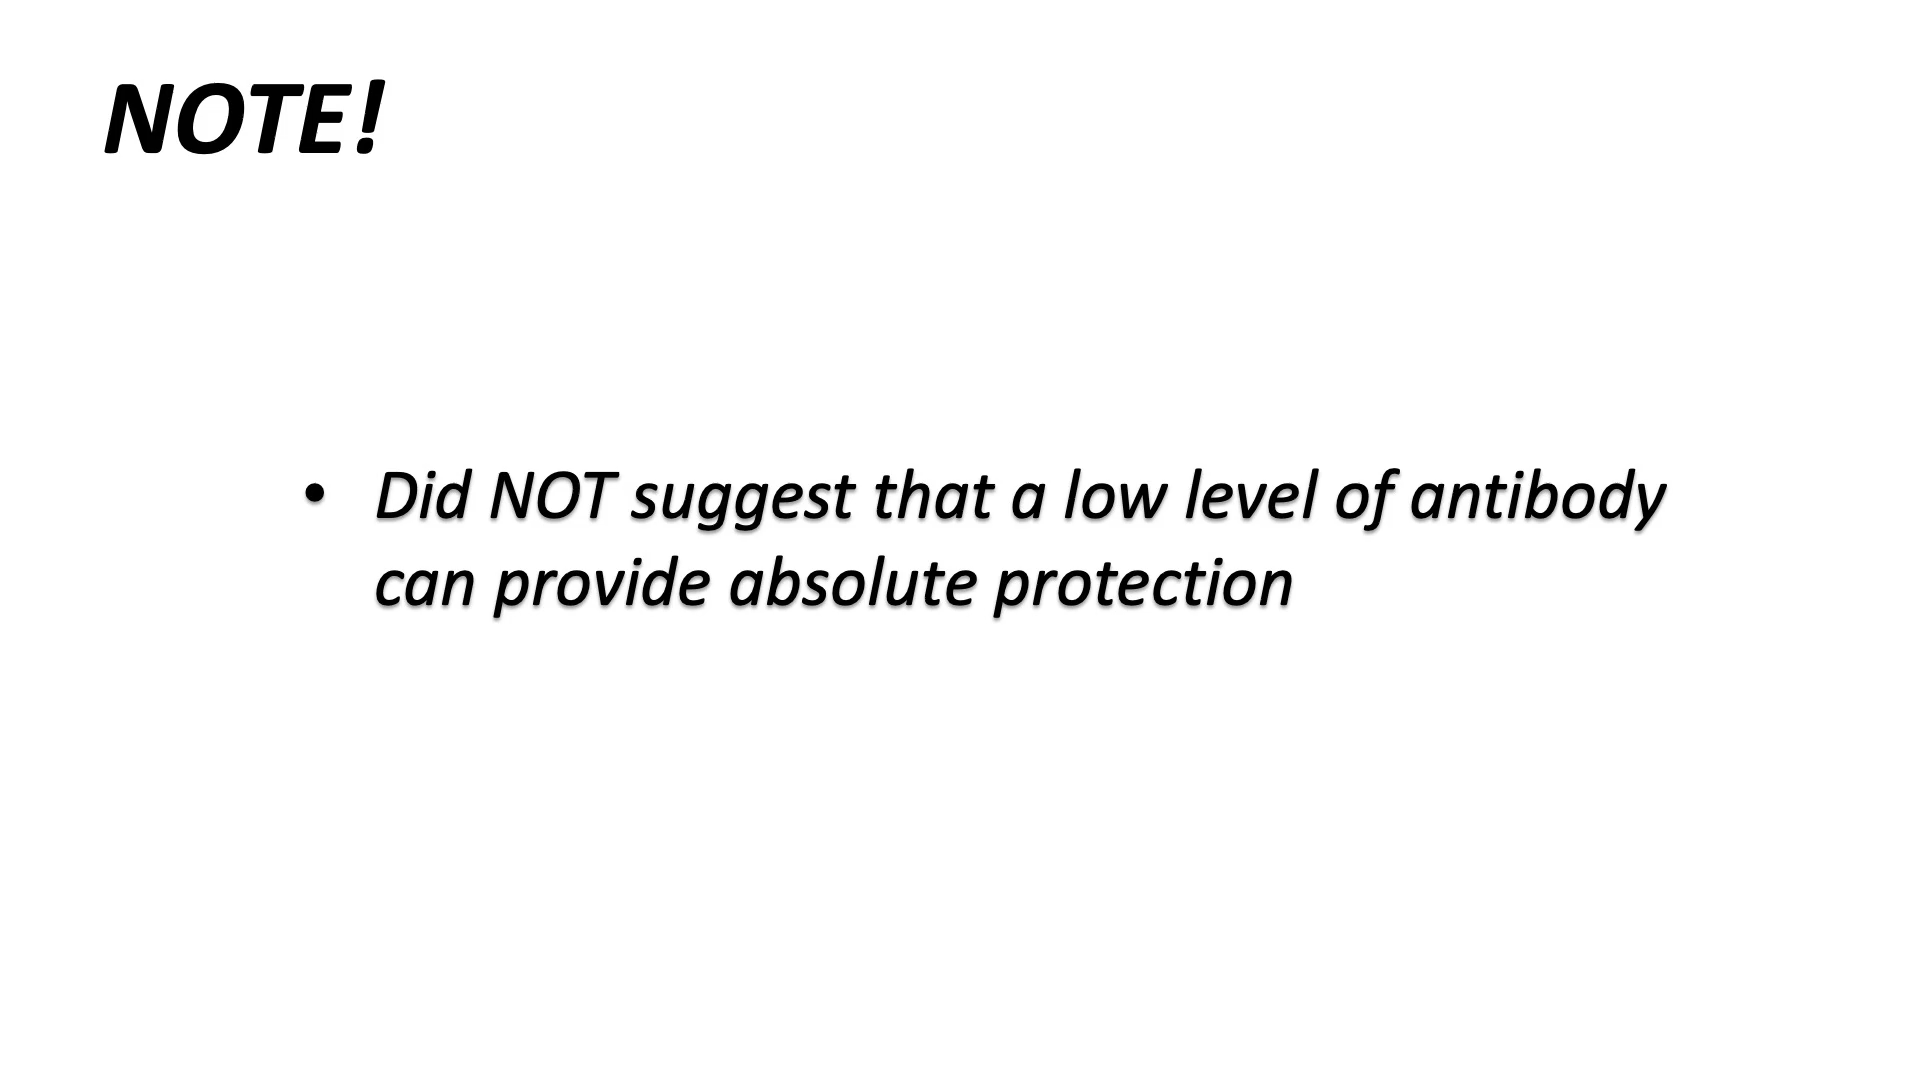 NOTE!
• Did NOT suggest that a low level of antibody
can provide absolute protection